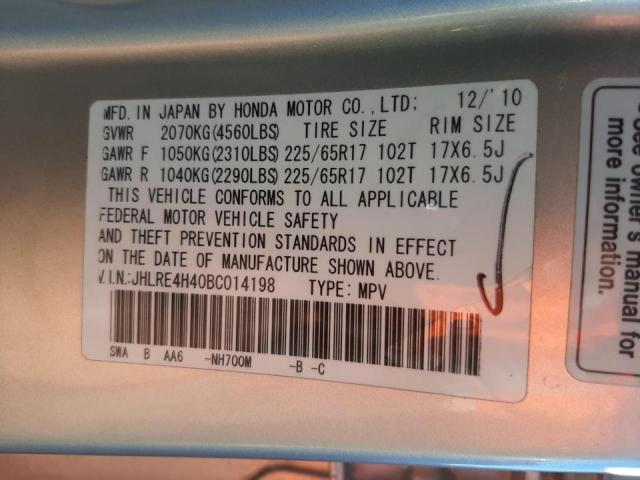 MFD. IN JAPAN BY HONDA MOTOR CO.,LTD; 12/'10
GVWR 2070KG(4560LBS) TIRE SIZE RIM SIZE
GAWR F 1050KG(2310LBS) 225/65R17 102T 17X6.5J
GAWR R 1040KG(2290LBS) 225/65R17 102T 17X6.5J
THIS VEHICLE CONFORMS TO ALL APPLICABLE
FEDERAL MOTOR VEHICLE SAFETY
AND THEFT PREVENTION STANDARDS IN EFFECT
ON THE DATE OF MANUFACTURE SHOWN ABOVE.
V.I.N.:JHLRE4H40BC014198 TYPE: MPV
SWA B AA6 -NH700M -B -C
owner's manual for
more information.